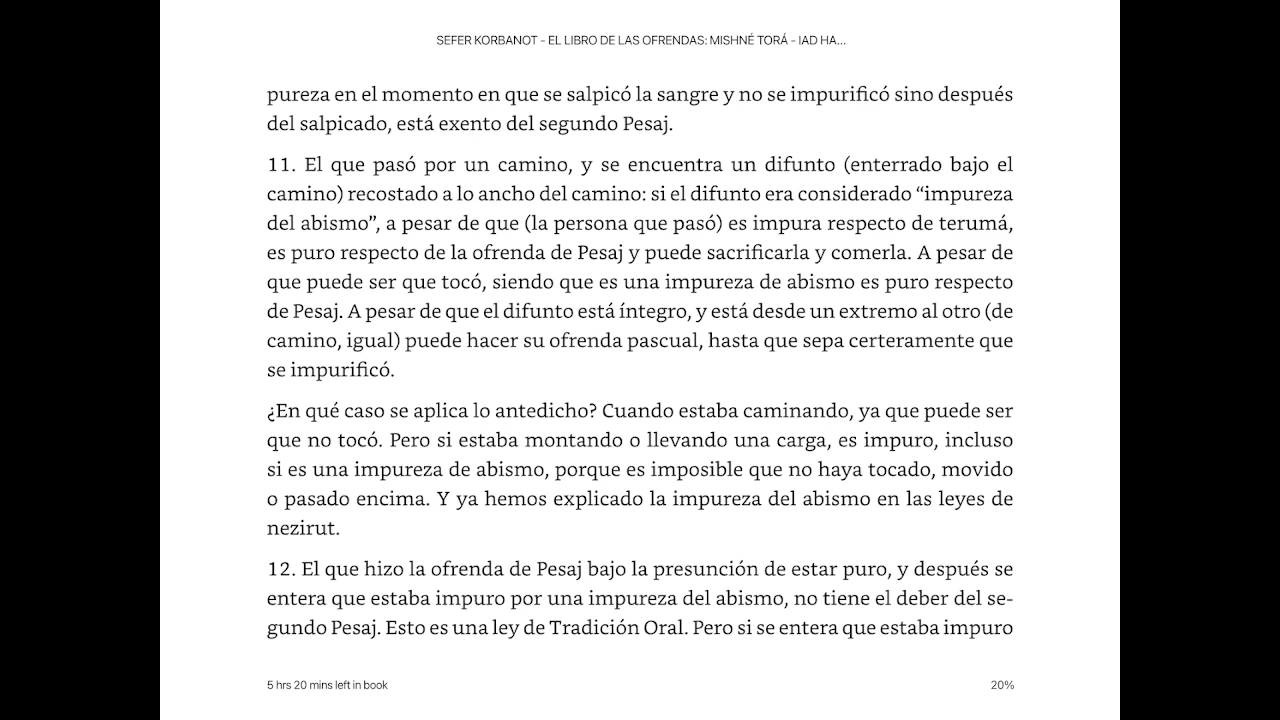 SEFER KORBANOT - EL LIBRO DE LAS OFRENDAS: MISHNÉ TORÁ - IAD HA...
pureza en el momento en que se salpicó la sangre y no se impurificó sino después
del salpicado, está exento del segundo Pesaj.
11. El que pasó por un camino, y se encuentra un difunto (enterrado bajo el
camino) recostado a lo ancho del camino: si el difunto era considerado “impureza
del abismo”, a pesar de que (la persona que pasó) es impura respecto de terumá,
es puro respecto de la ofrenda de Pesaj y puede sacrificarla y comerla. A pesar de
que puede ser que tocó, siendo que es una impureza de abismo es puro respecto
de Pesaj. A pesar de que el difunto está íntegro, y está desde un extremo al otro (de
camino, igual) puede hacer su ofrenda pascual, hasta que sepa certeramente que
se impurificó.
¿En qué caso se aplica lo antedicho? Cuando estaba caminando, ya que puede ser
que no tocó. Pero si estaba montando o llevando una carga, es impuro, incluso
si es una impureza de abismo, porque es imposible que no haya tocado, movido
o pasado encima. Y ya hemos explicado la impureza del abismo en las leyes de
nezirut.
12. El que hizo la ofrenda de Pesaj bajo la presunción de estar puro, y después se
entera que estaba impuro por una impureza del abismo, no tiene el deber del se-
gundo Pesaj. Esto es una ley de Tradición Oral. Pero si se entera que estaba impuro
5 hrs 20 mins left in book
20%